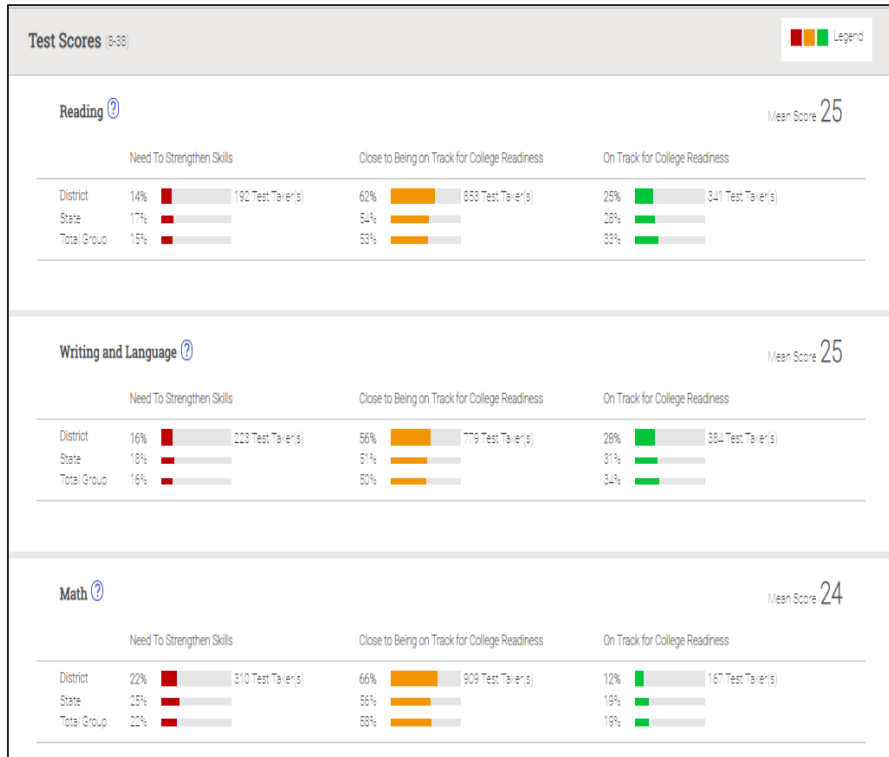 Test Scores (8-38)
Legend
Reading ?
Mean Score 25
Need To Strengthen Skills Close to Being on Track for College Readiness On Track for College Readiness
District 14% 192 Test Taker(s) 62% 853 Test Taker(s) 25% 341 Test Taker(s)
State 17% 54% 28%
Total Group 15% 53% 33%
Writing and Language ?
Mean Score 25
Need To Strengthen Skills Close to Being on Track for College Readiness On Track for College Readiness
District 16% 223 Test Taker(s) 56% 779 Test Taker(s) 28% 384 Test Taker(s)
State 18% 51% 31%
Total Group 16% 50% 34%
Math ?
Mean Score 24
Need To Strengthen Skills Close to Being on Track for College Readiness On Track for College Readiness
District 22% 310 Test Taker(s) 66% 909 Test Taker(s) 12% 167 Test Taker(s)
State 25% 56% 19%
Total Group 22% 58% 19%